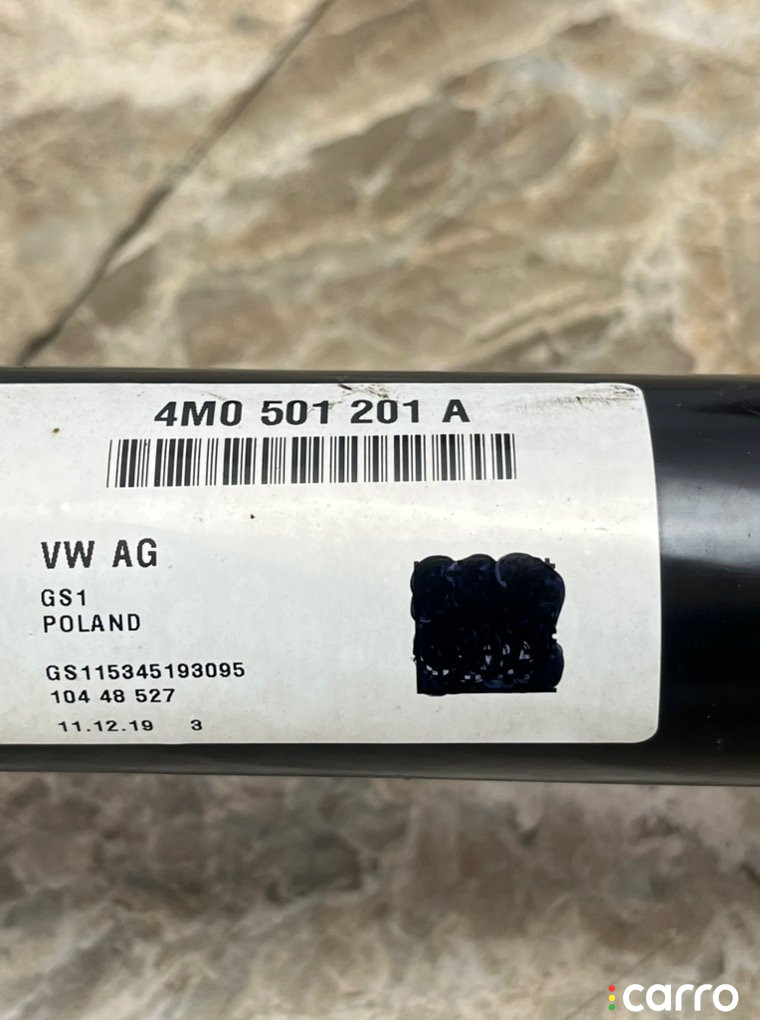 4M0 501 201 A
VW AG
GS1
POLAND
GS115345193095
104 48 527
11.12.19 3
carro